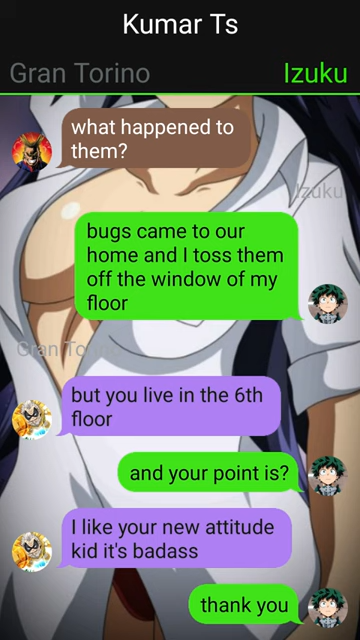 Kumar Ts
Gran Torino
Izuku
what happened to
them?
Izuku
bugs came to our
home and I toss them
off the window of my
floor
Gran Torino
but you live in the 6th
floor
and your point is?
I like your new attitude
kid it's badass
thank you